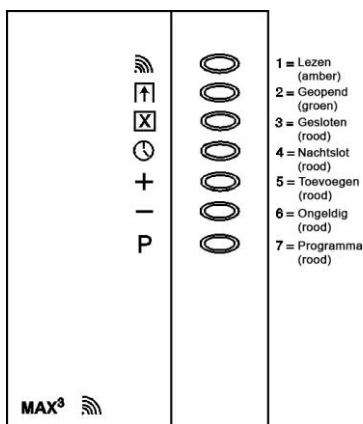 1 = Lezen
(amber)
2 = Geopend
(groen)
3 = Gesloten
(rood)
4 = Nachtslot
(rood)
+
5 = Toevoegen
(rood)
−
6 = Ongeldig
(rood)
P
7 = Programma
(rood)
MAX³